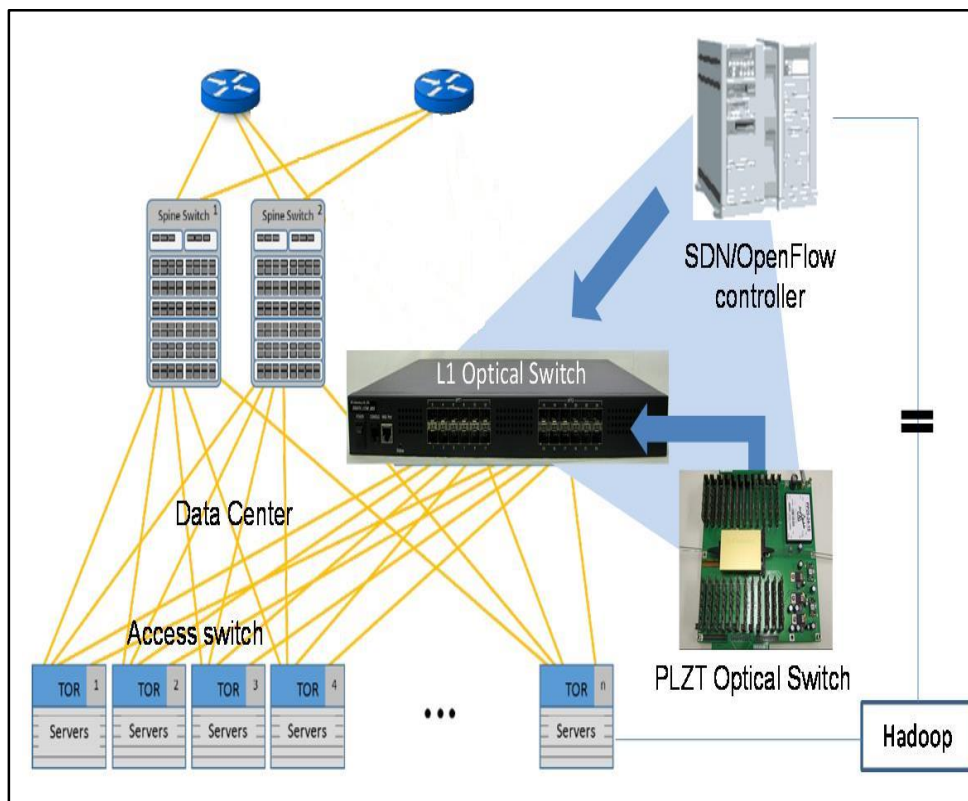 Spine Switch 1
Spine Switch 2
SDN/OpenFlow
controller
L1 Optical Switch
Data Center
Access switch
PLZT Optical Switch
TOR 1
Servers
TOR 2
Servers
TOR 3
Servers
TOR 4
Servers
...
TOR n
Servers
Hadoop